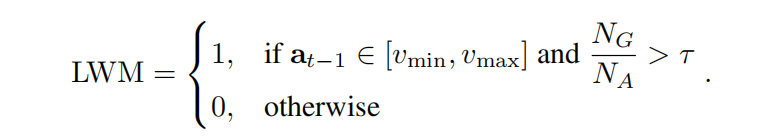 LWM = { 1, if a_{t−1} ∈ [v_min, v_max] and N_G / N_A > τ
0, otherwise .